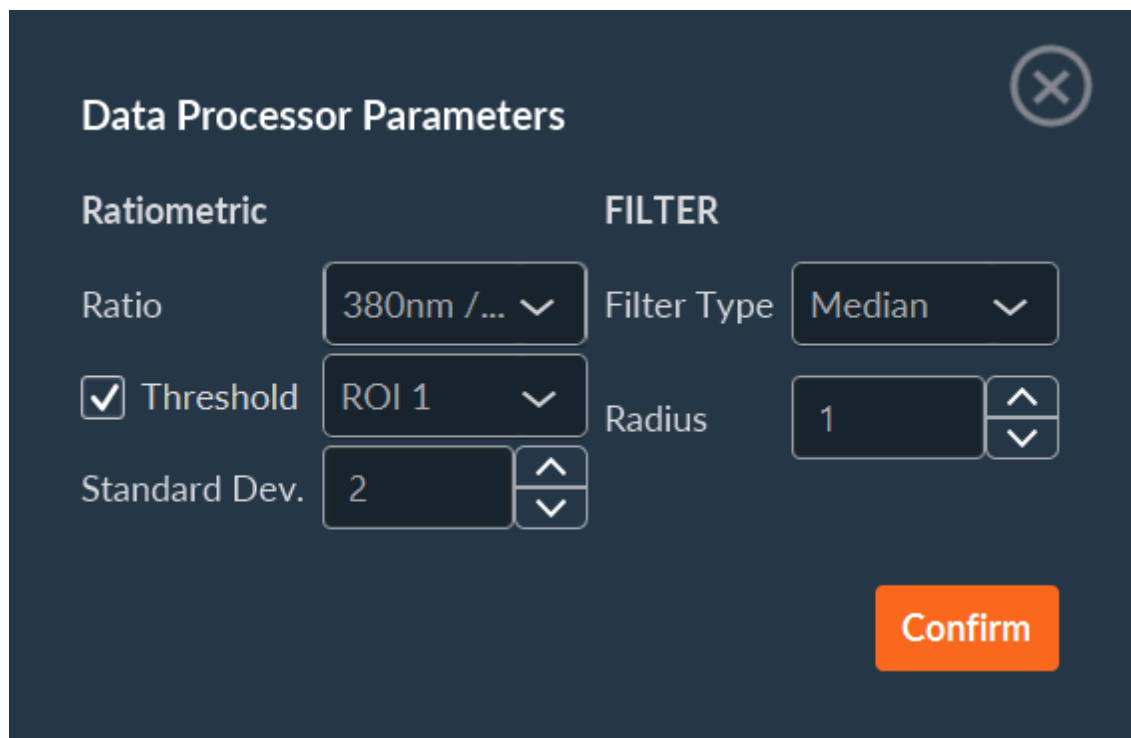 Data Processor Parameters
Ratiometric
FILTER
Ratio
380nm /...
Filter Type
Median
Threshold
ROI 1
Radius
1
Standard Dev.
2
Confirm